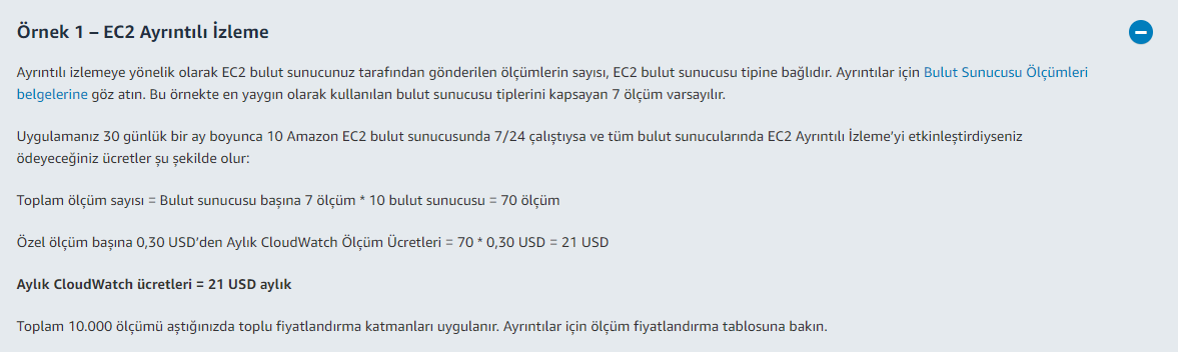 Örnek 1 – EC2 Ayrıntılı İzleme
Ayrıntılı izlemeye yönelik olarak EC2 bulut sunucunuz tarafından gönderilen ölçümlerin sayısı, EC2 bulut sunucusu tipine bağlıdır. Ayrıntılar için Bulut Sunucusu Ölçümleri
belgelerine göz atın. Bu örnekte en yaygın olarak kullanılan bulut sunucusu tiplerini kapsayan 7 ölçüm varsayılır.
Uygulamanız 30 günlük bir ay boyunca 10 Amazon EC2 bulut sunucusunda 7/24 çalıştıysa ve tüm bulut sunucularında EC2 Ayrıntılı İzleme’yi etkinleştirdiyseniz
ödeyeceğiniz ücretler şu şekilde olur:
Toplam ölçüm sayısı = Bulut sunucusu başına 7 ölçüm * 10 bulut sunucusu = 70 ölçüm
Özel ölçüm başına 0,30 USD’den Aylık CloudWatch Ölçüm Ücretleri = 70 * 0,30 USD = 21 USD
Aylık CloudWatch ücretleri = 21 USD aylık
Toplam 10.000 ölçümü aştığınızda toplu fiyatlandırma katmanları uygulanır. Ayrıntılar için ölçüm fiyatlandırma tablosuna bakın.